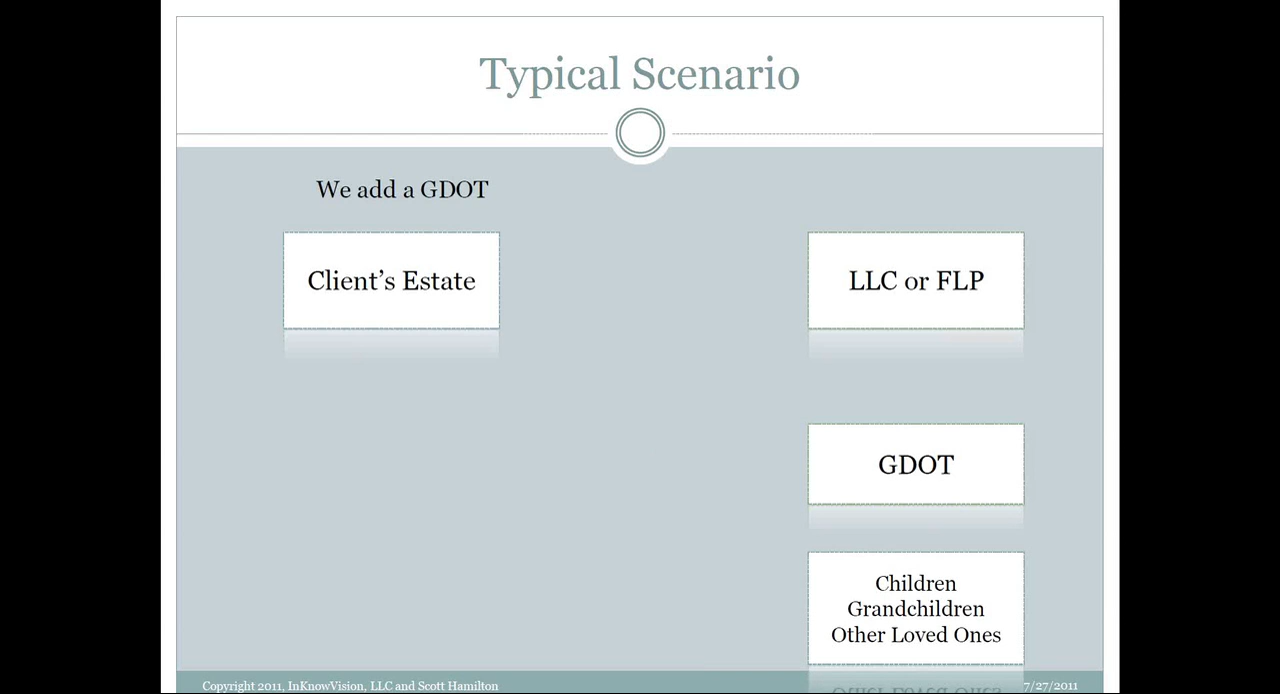 Typical Scenario
We add a GDOT
Client’s Estate
LLC or FLP
GDOT
Children
Grandchildren
Other Loved Ones
Copyright 2011, InKnowVision, LLC and Scott Hamilton
7/27/2011